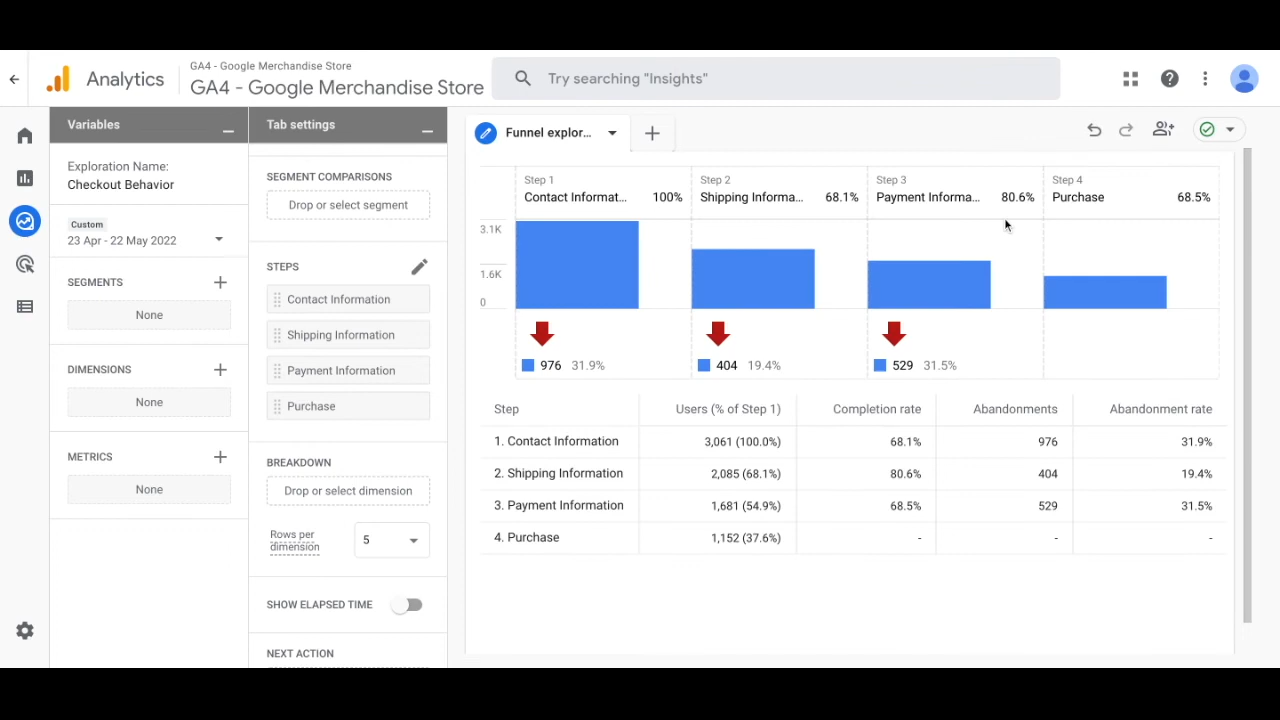 Analytics
GA4 - Google Merchandise Store
GA4 - Google Merchandise Store
Try searching "Insights"
Variables
Exploration Name:
Checkout Behavior
Custom
23 Apr - 22 May 2022
SEGMENTS
None
DIMENSIONS
None
METRICS
None
Tab settings
SEGMENT COMPARISONS
Drop or select segment
STEPS
Contact Information
Shipping Information
Payment Information
Purchase
BREAKDOWN
Drop or select dimension
Rows per
dimension
5
SHOW ELAPSED TIME
NEXT ACTION
Funnel explor...
Step 1
Contact Informat... 100%
Step 2
Shipping Informa... 68.1%
Step 3
Payment Informa... 80.6%
Step 4
Purchase 68.5%
3.1K
1.6K
0
976 31.9%
404 19.4%
529 31.5%
Step Users (% of Step 1) Completion rate Abandonments Abandonment rate
1. Contact Information 3,061 (100.0%) 68.1% 976 31.9%
2. Shipping Information 2,085 (68.1%) 80.6% 404 19.4%
3. Payment Information 1,681 (54.9%) 68.5% 529 31.5%
4. Purchase 1,152 (37.6%) - - -